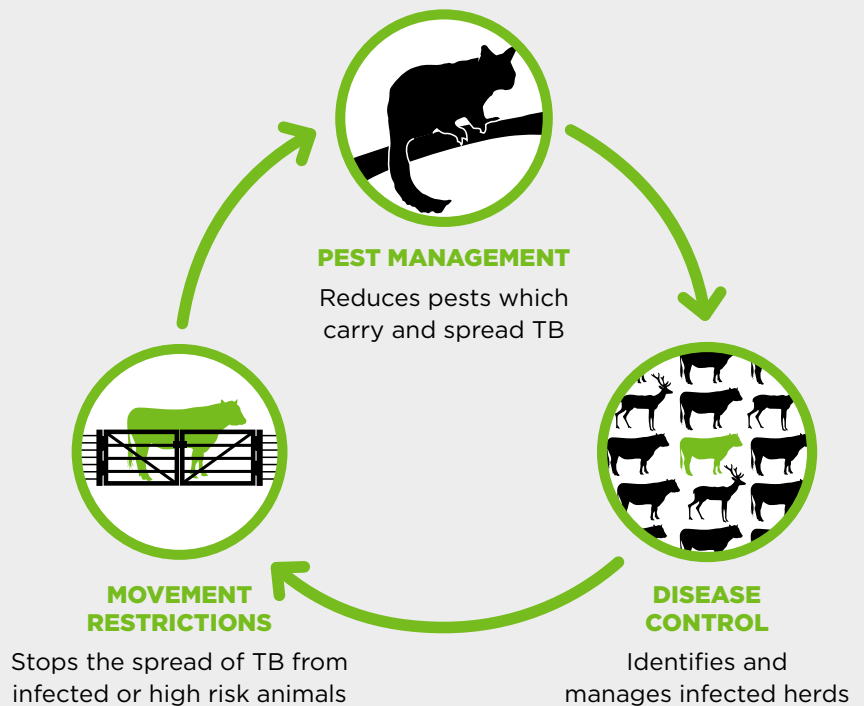 PEST MANAGEMENT
Reduces pests which
carry and spread TB
MOVEMENT
RESTRICTIONS
Stops the spread of TB from
infected or high risk animals
DISEASE
CONTROL
Identifies and
manages infected herds